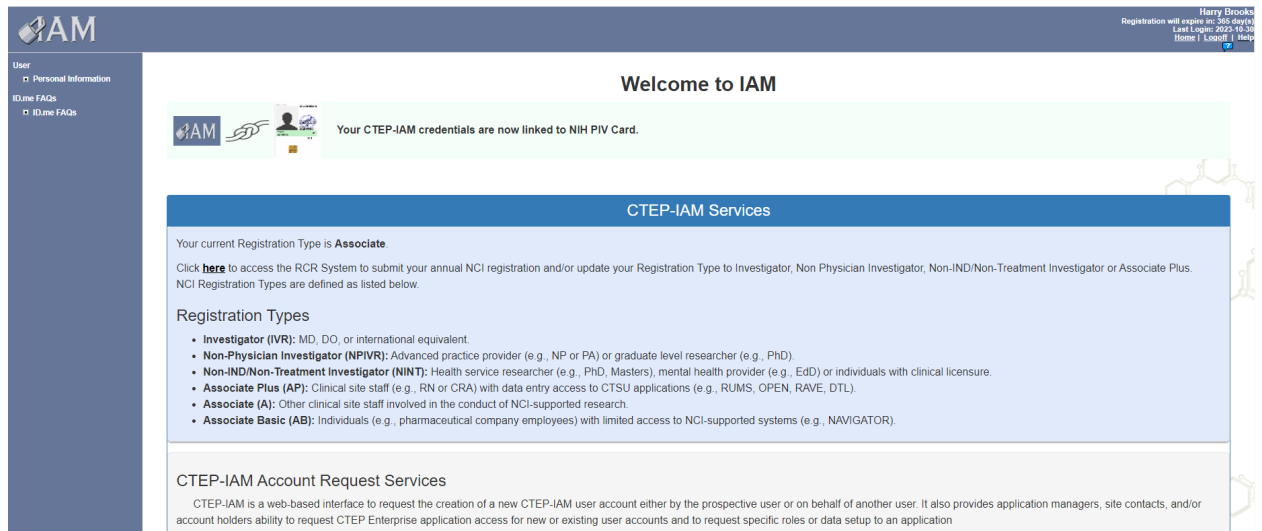 IAM
Harry Brooks
Registration will expire in: 365 day(s)
Last Login: 2023-10-30
Home | Logoff | Help
?
User
Personal Information
ID.me FAQs
ID.me FAQs
Welcome to IAM
IAM
Your CTEP-IAM credentials are now linked to NIH PIV Card.
CTEP-IAM Services
Your current Registration Type is Associate.
Click here to access the RCR System to submit your annual NCI registration and/or update your Registration Type to Investigator, Non Physician Investigator, Non-IND/Non-Treatment Investigator or Associate Plus.
NCI Registration Types are defined as listed below.
Registration Types
• Investigator (IVR): MD, DO, or international equivalent.
• Non-Physician Investigator (NPIVR): Advanced practice provider (e.g., NP or PA) or graduate level researcher (e.g., PhD).
• Non-IND/Non-Treatment Investigator (NINT): Health service researcher (e.g., PhD, Masters), mental health provider (e.g., EdD) or individuals with clinical licensure.
• Associate Plus (AP): Clinical site staff (e.g., RN or CRA) with data entry access to CTSU applications (e.g., RUMS, OPEN, RAVE, DTL).
• Associate (A): Other clinical site staff involved in the conduct of NCI-supported research.
• Associate Basic (AB): Individuals (e.g., pharmaceutical company employees) with limited access to NCI-supported systems (e.g., NAVIGATOR).
CTEP-IAM Account Request Services
CTEP-IAM is a web-based interface to request the creation of a new CTEP-IAM user account either by the prospective user or on behalf of another user. It also provides application managers, site contacts, and/or
account holders ability to request CTEP Enterprise application access for new or existing user accounts and to request specific roles or data setup to an application